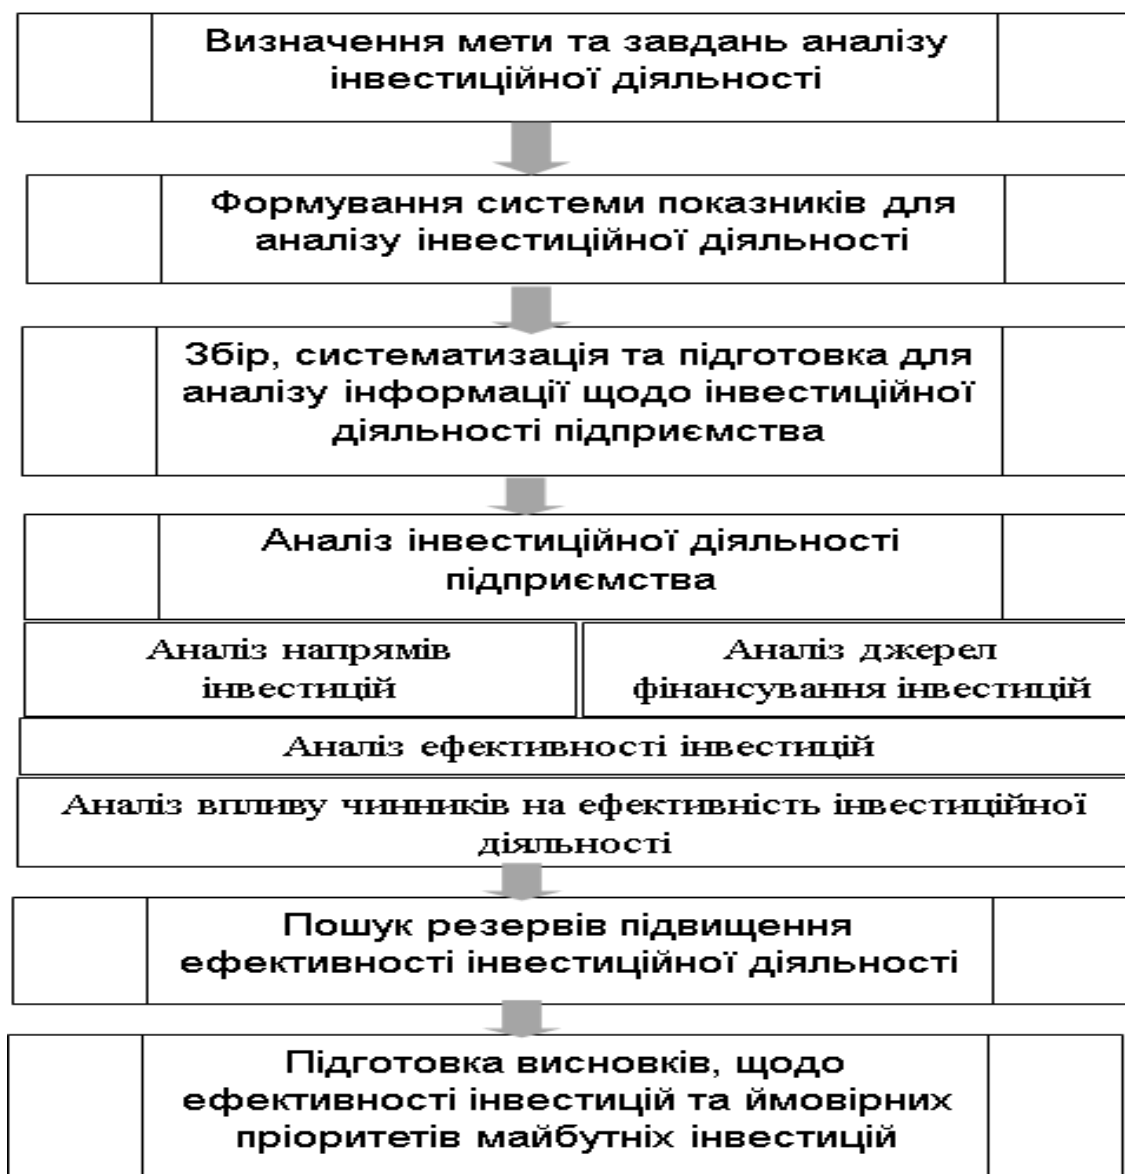 Визначення мети та завдань аналізу
інвестиційної діяльності
Формування системи показників для
аналізу інвестиційної діяльності
Збір, систематизація та підготовка для
аналізу інформації щодо інвестиційної
діяльності підприємства
Аналіз інвестиційної діяльності
підприємства
Аналіз напрямів
інвестицій
Аналіз джерел
фінансування інвестицій
Аналіз ефективності інвестицій
Аналіз впливу чинників на ефективність інвестиційної
діяльності
Пошук резервів підвищення
ефективності інвестиційної діяльності
Підготовка висновків, щодо
ефективності інвестицій та ймовірних
пріоритетів майбутніх інвестицій